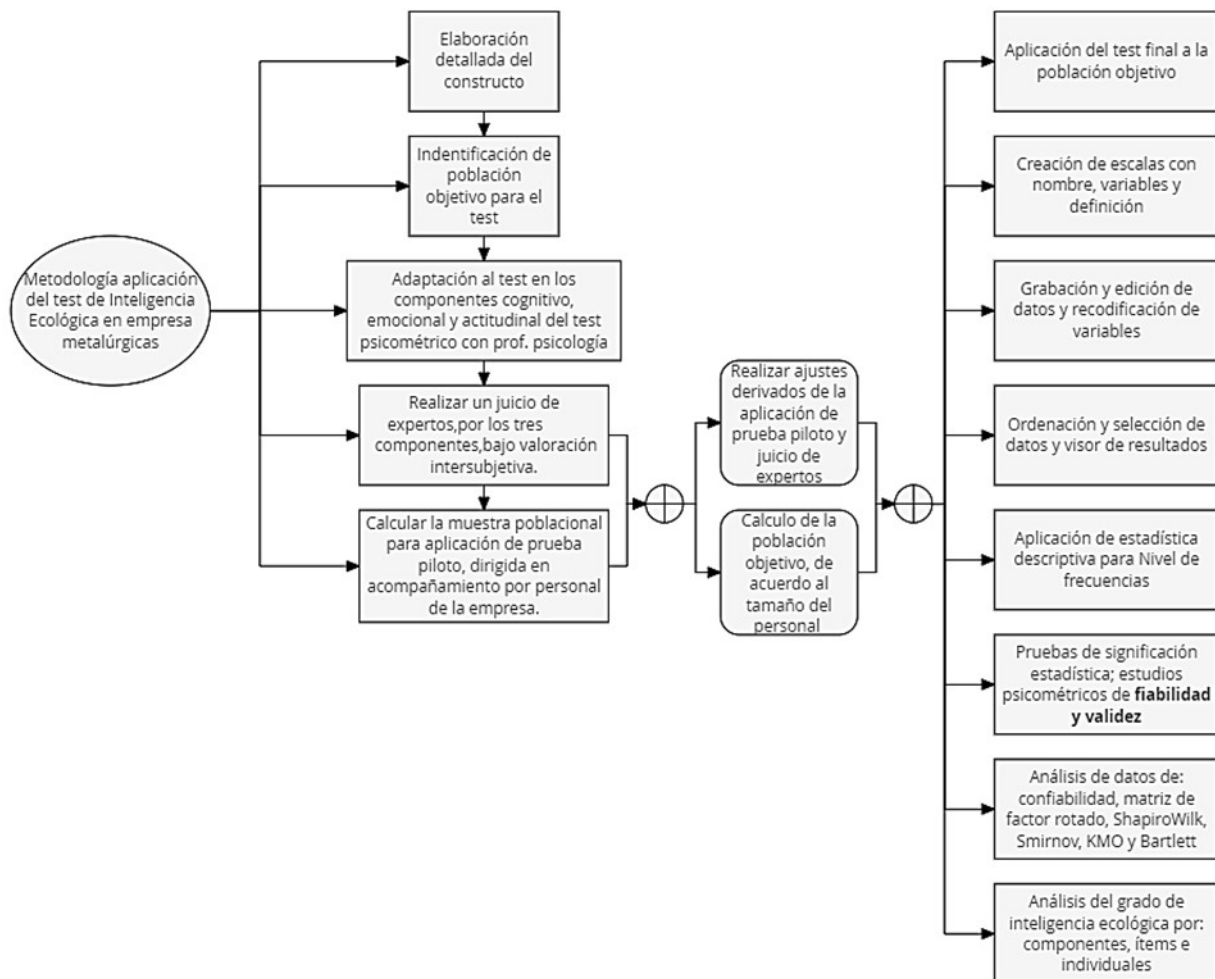 Metodología aplicación
del test de Inteligencia
Ecológica en empresa
metalúrgicas
Elaboración
detallada del
constructo
Indentificación de
población
objetivo para el
test
Adaptación al test en los
componentes cognitivo,
emocional y actitudinal del test
psicométrico con prof. psicología
Realizar un juicio de
expertos,por los tres
componentes,bajo valoración
intersubjetiva.
Calcular la muestra poblacional
para aplicación de prueba
piloto, dirigida en
acompañamiento por personal
de la empresa.
Realizar ajustes
derivados de la
aplicación de
prueba piloto y
juicio de
expertos
Calculo de la
población
objetivo, de
acuerdo al
tamaño del
personal
Aplicación del test final a la
población objetivo
Creación de escalas con
nombre, variables y
definición
Grabación y edición de
datos y recodificación de
variables
Ordenación y selección de
datos y visor de resultados
Aplicación de estadística
descriptiva para Nivel de
frecuencias
Pruebas de significación
estadística; estudios
psicométricos de fiabilidad
y validez
Análisis de datos de:
confiabilidad, matriz de
factor rotado, ShapiroWilk,
Smirnov, KMO y Bartlett
Análisis del grado de
inteligencia ecológica por:
componentes, ítems e
individuales